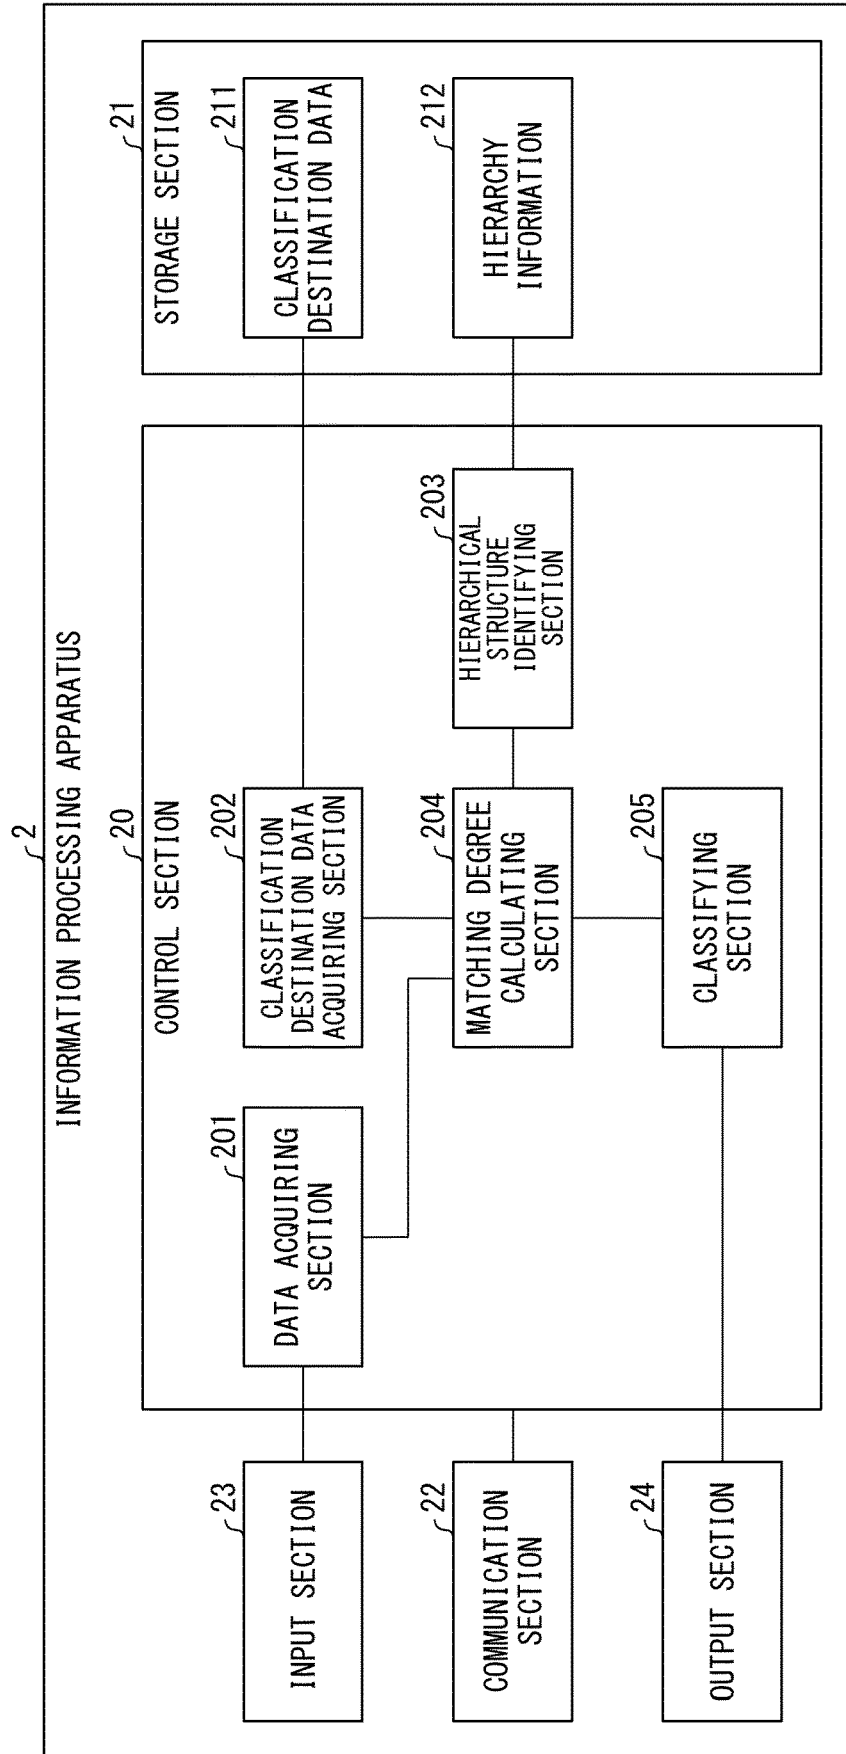 2
INFORMATION PROCESSING APPARATUS
23
INPUT SECTION
22
COMMUNICATION
SECTION
24
OUTPUT SECTION
20
CONTROL SECTION
201
DATA ACQUIRING
SECTION
202
CLASSIFICATION
DESTINATION DATA
ACQUIRING SECTION
203
HIERARCHICAL
STRUCTURE
IDENTIFYING
SECTION
204
MATCHING DEGREE
CALCULATING
SECTION
205
CLASSIFYING
SECTION
21
STORAGE SECTION
211
CLASSIFICATION
DESTINATION DATA
212
HIERARCHY
INFORMATION